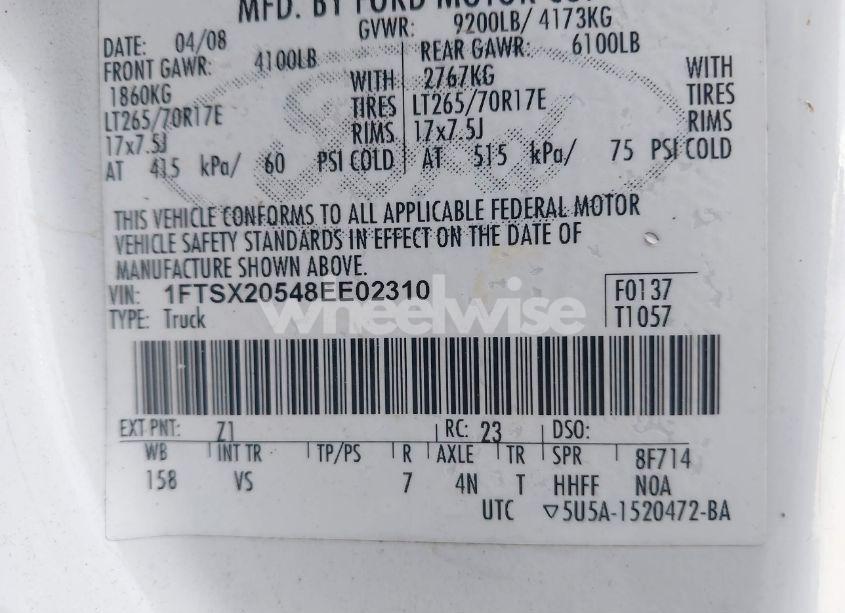 MFD. BY FORD MOTOR CO.
GVWR: 9200LB/ 4173KG
DATE: 04/08
REAR GAWR: 6100LB
FRONT GAWR: 4100LB
1860KG WITH 2767KG WITH
LT265/70R17E TIRES LT265/70R17E TIRES
17x7.5J RIMS 17x7.5J RIMS
AT 415 kPa/ 60 PSI COLD AT 515 kPa/ 75 PSI COLD
THIS VEHICLE CONFORMS TO ALL APPLICABLE FEDERAL MOTOR
VEHICLE SAFETY STANDARDS IN EFFECT ON THE DATE OF
MANUFACTURE SHOWN ABOVE.
VIN: 1FTSX20548EE02310 F0137
TYPE: Truck T1057
wheelwise
EXT PNT: Z1 RC: 23 DSO:
WB INT TR TP/PS R AXLE TR SPR 8F714
158 VS 7 4N T HHFF NOA
UTC ▽5U5A-1520472-BA